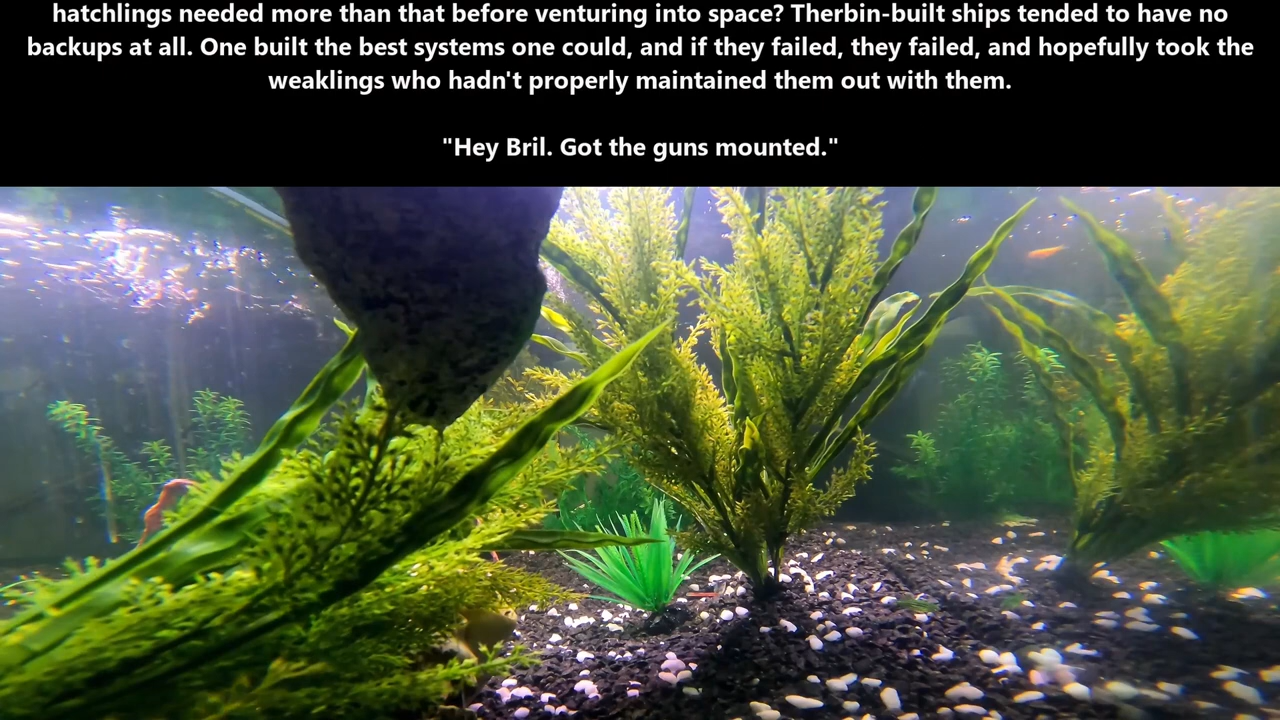 hatchlings needed more than that before venturing into space? Therbin-built ships tended to have no
backups at all. One built the best systems one could, and if they failed, they failed, and hopefully took the
weaklings who hadn't properly maintained them out with them.
"Hey Bril. Got the guns mounted."